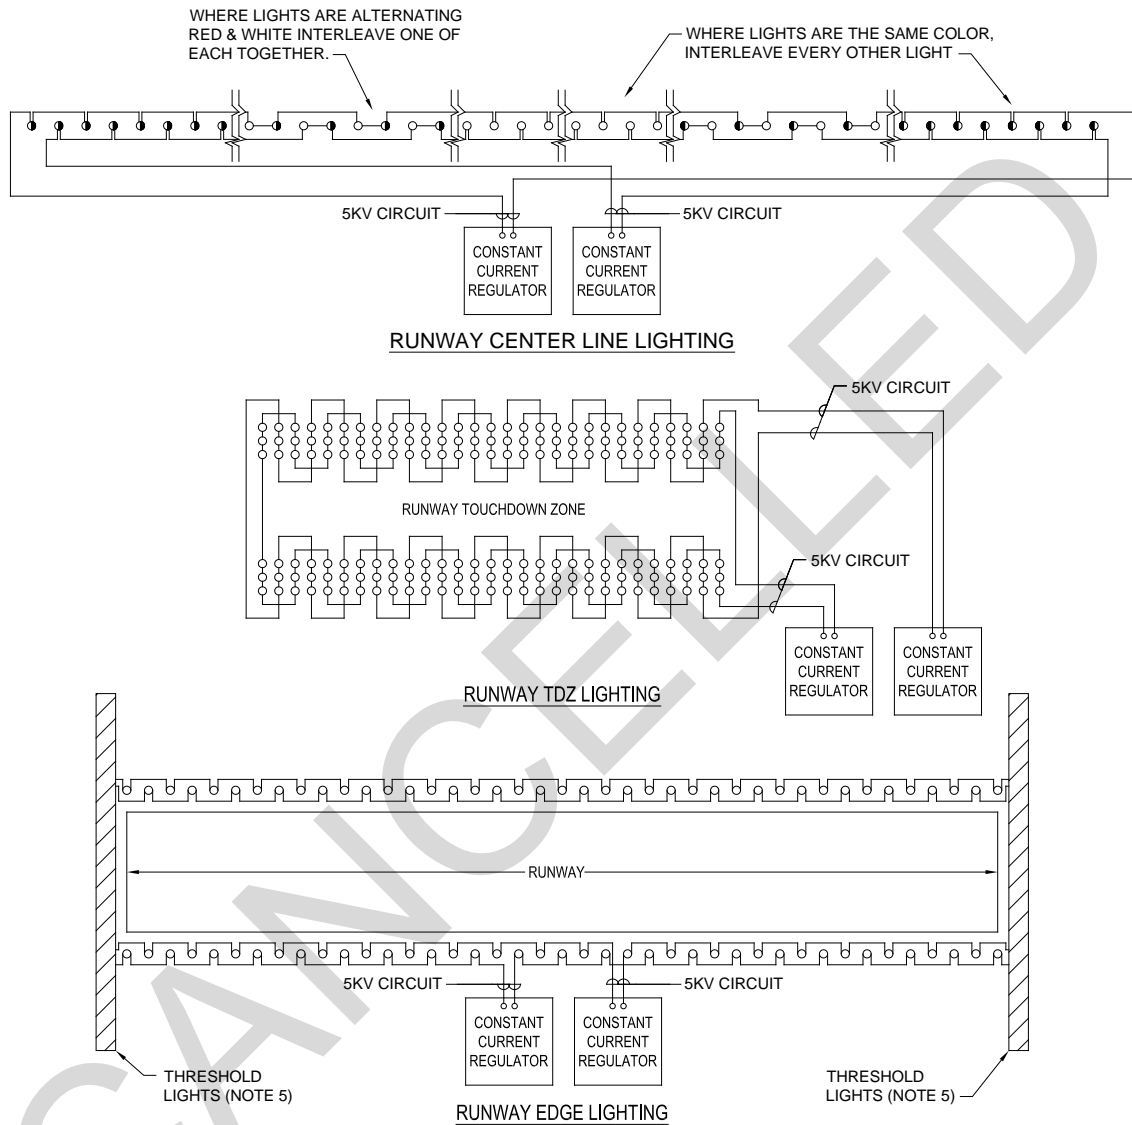 WHERE LIGHTS ARE ALTERNATING
RED & WHITE INTERLEAVE ONE OF
EACH TOGETHER.
WHERE LIGHTS ARE THE SAME COLOR,
INTERLEAVE EVERY OTHER LIGHT
5KV CIRCUIT
5KV CIRCUIT
CONSTANT
CURRENT
REGULATOR
CONSTANT
CURRENT
REGULATOR
RUNWAY CENTER LINE LIGHTING
5KV CIRCUIT
RUNWAY TOUCHDOWN ZONE
5KV CIRCUIT
CONSTANT
CURRENT
REGULATOR
CONSTANT
CURRENT
REGULATOR
RUNWAY TDZ LIGHTING
RUNWAY
5KV CIRCUIT
5KV CIRCUIT
CONSTANT
CURRENT
REGULATOR
CONSTANT
CURRENT
REGULATOR
THRESHOLD
LIGHTS (NOTE 5)
THRESHOLD
LIGHTS (NOTE 5)
RUNWAY EDGE LIGHTING
CANCELLED